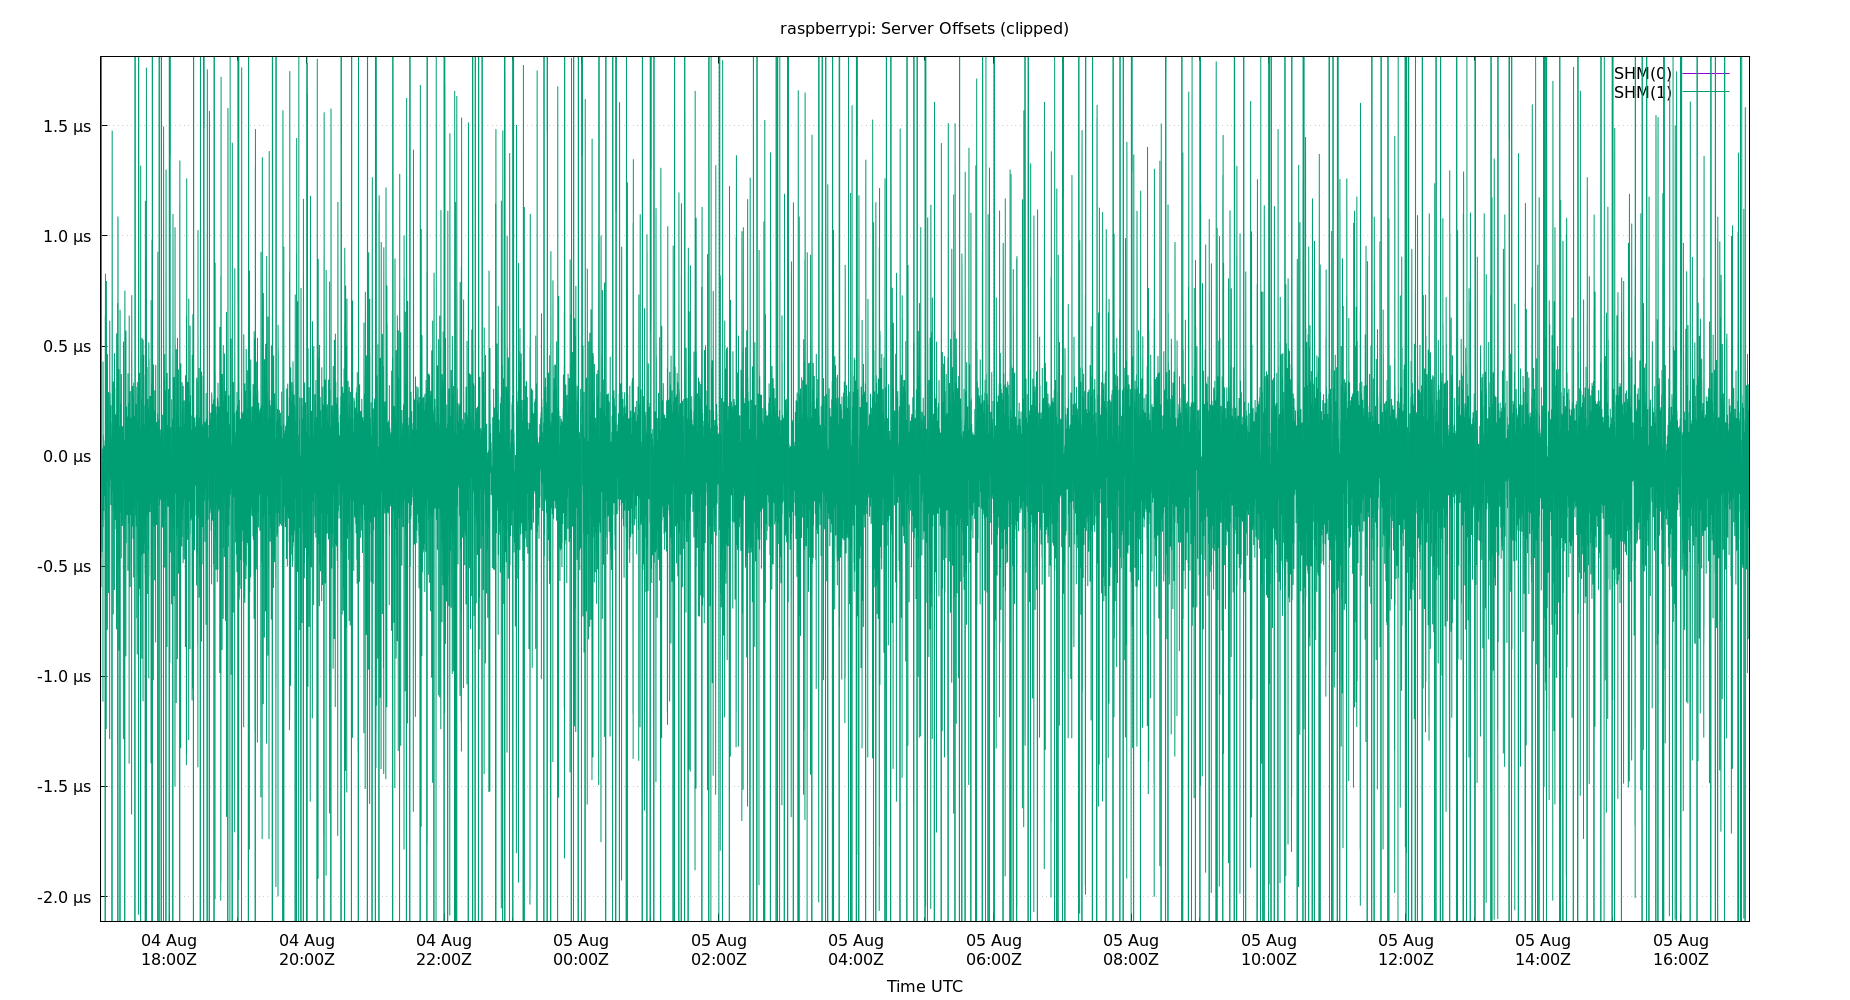 raspberrypi: Server Offsets (clipped)
SHM(0)
SHM(1)
1.5 µs
1.0 µs
0.5 µs
0.0 µs
-0.5 µs
-1.0 µs
-1.5 µs
-2.0 µs
04 Aug 04 Aug 04 Aug 05 Aug 05 Aug 05 Aug 05 Aug 05 Aug 05 Aug 05 Aug 05 Aug 05 Aug
18:00Z 20:00Z 22:00Z 00:00Z 02:00Z 04:00Z 06:00Z 08:00Z 10:00Z 12:00Z 14:00Z 16:00Z
Time UTC